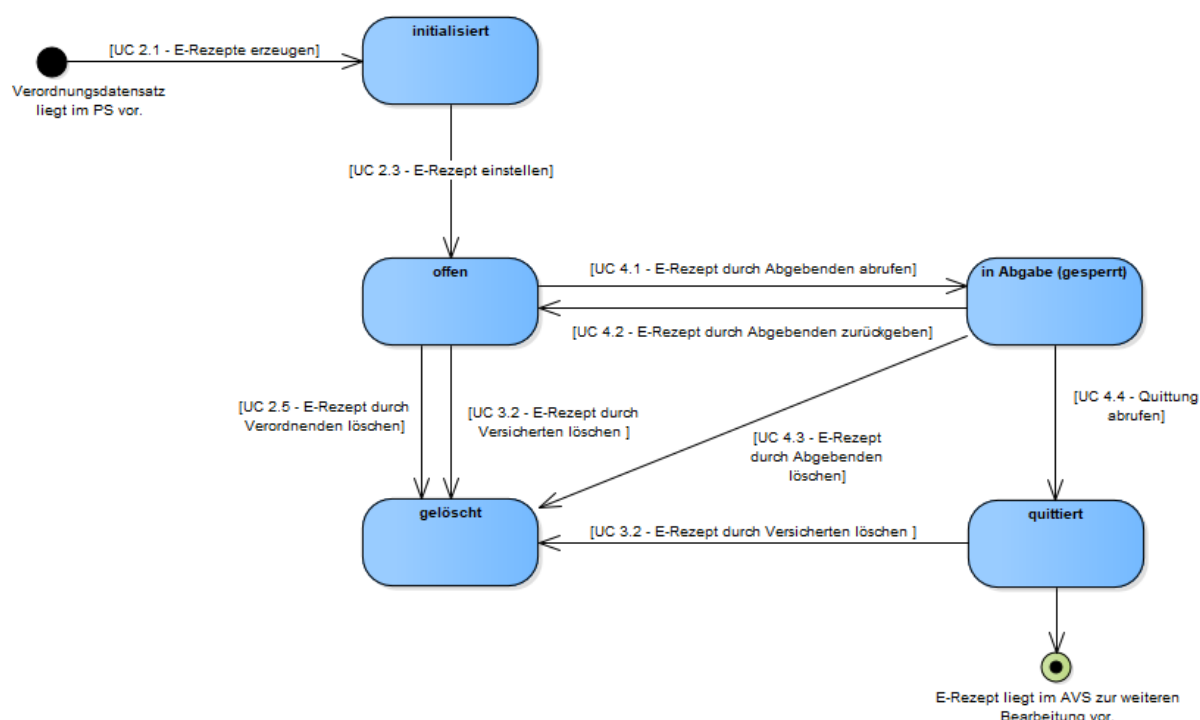 initialisiert
[UC 2.1 - E-Rezepte erzeugen]
Verordnungsdatensatz
liegt im PS vor.
[UC 2.3 - E-Rezept einstellen]
offen
[UC 4.1 - E-Rezept durch Abgebenden abrufen]
in Abgabe (gesperrt)
[UC 4.2 - E-Rezept durch Abgebenden zurückgeben]
[UC 2.5 - E-Rezept durch
Verordnenden löschen]
[UC 3.2 - E-Rezept durch
Versicherten löschen ]
[UC 4.3 - E-Rezept
durch Abgebenden
löschen]
[UC 4.4 - Quittung
abrufen]
gelöscht
[UC 3.2 - E-Rezept durch Versicherten löschen ]
quittiert
E-Rezept liegt im AVS zur weiteren
Bearbeitung vor.